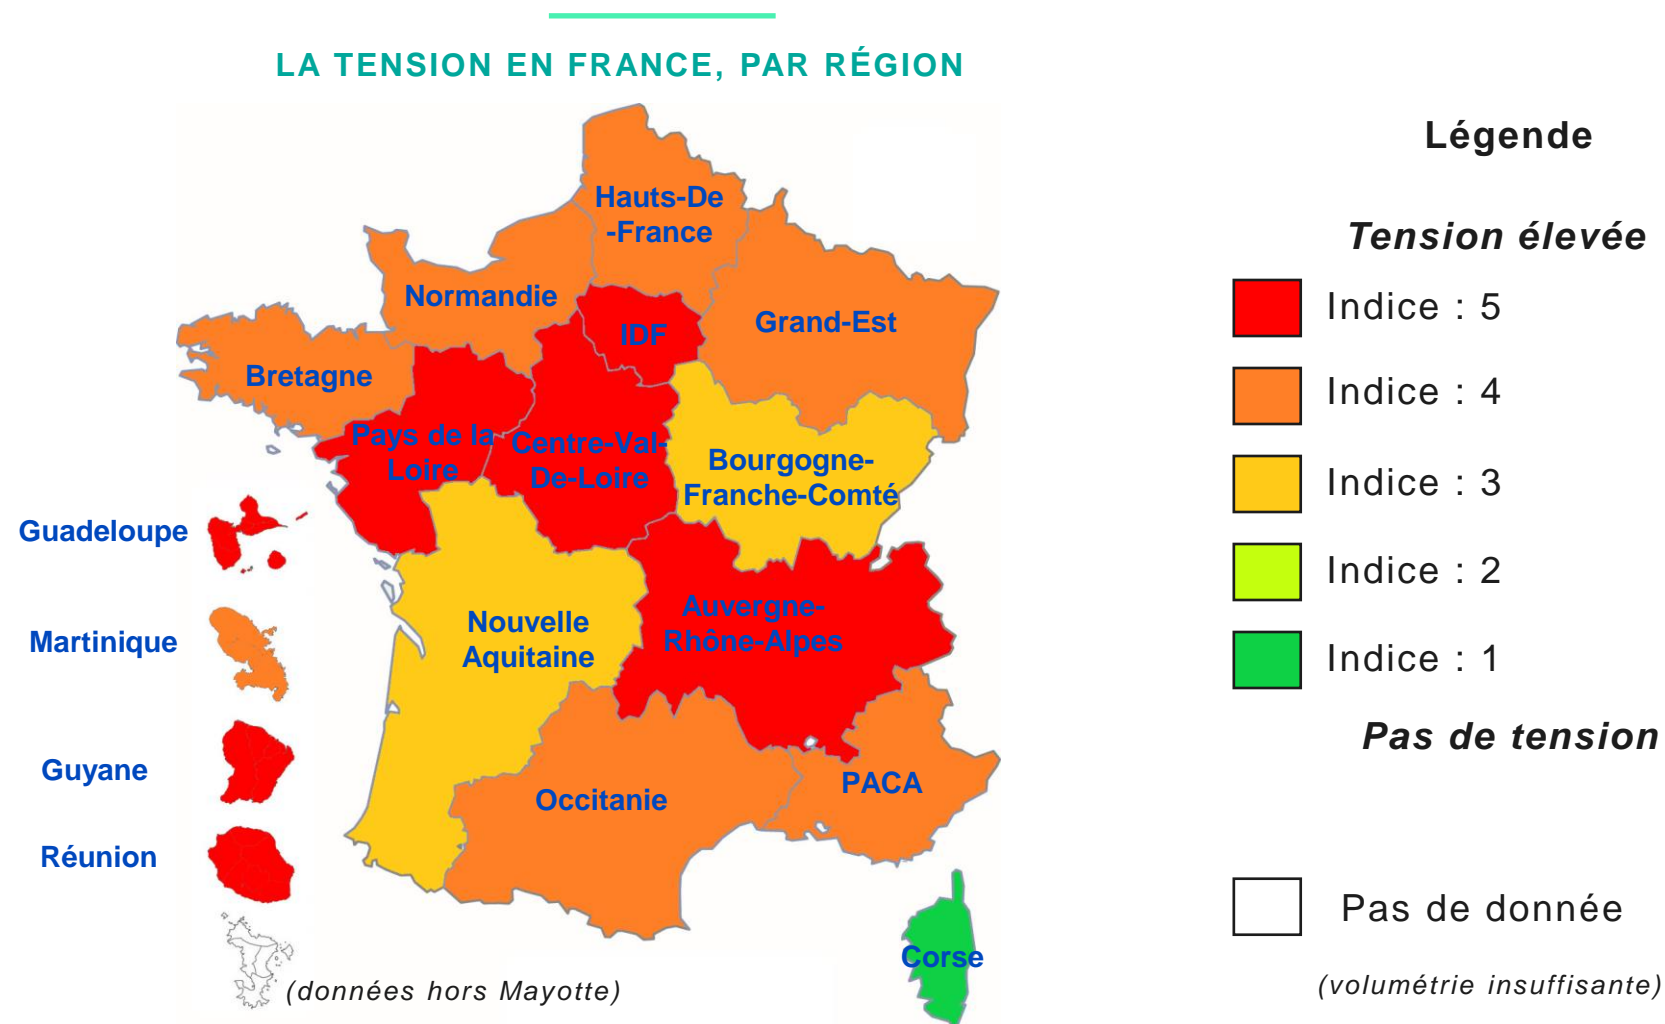 LA TENSION EN FRANCE, PAR RÉGION
Hauts-De
-France
Normandie
IDF
Grand-Est
Bretagne
Pays de la
Loire
Centre-Val-
De-Loire
Bourgogne-
Franche-Comté
Guadeloupe
Martinique
Guyane
Réunion
Nouvelle
Aquitaine
Auvergne-
Rhône-Alpes
Occitanie
PACA
Corse
(données hors Mayotte)
Légende
Tension élevée
Indice : 5
Indice : 4
Indice : 3
Indice : 2
Indice : 1
Pas de tension
Pas de donnée
(volumétrie insuffisante)